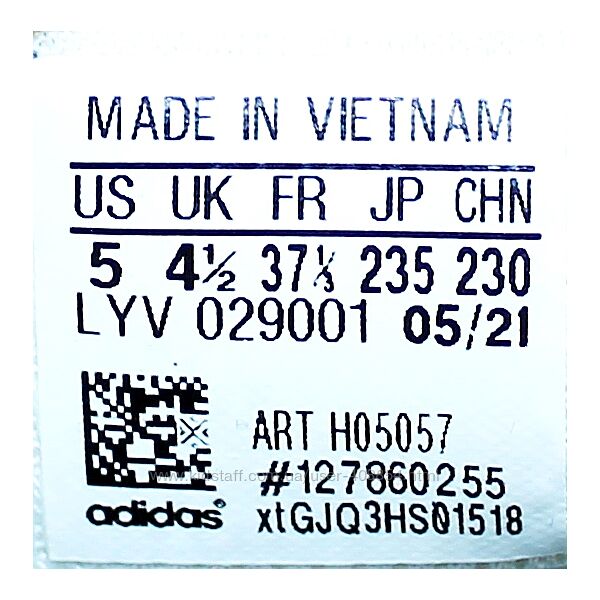 MADE IN VIETNAM
US UK FR JP CHN
5 4½ 37⅓ 235 230
LYV 029001 05/21
ART H05057
#127860255
adidas xtGJQ3HS01518